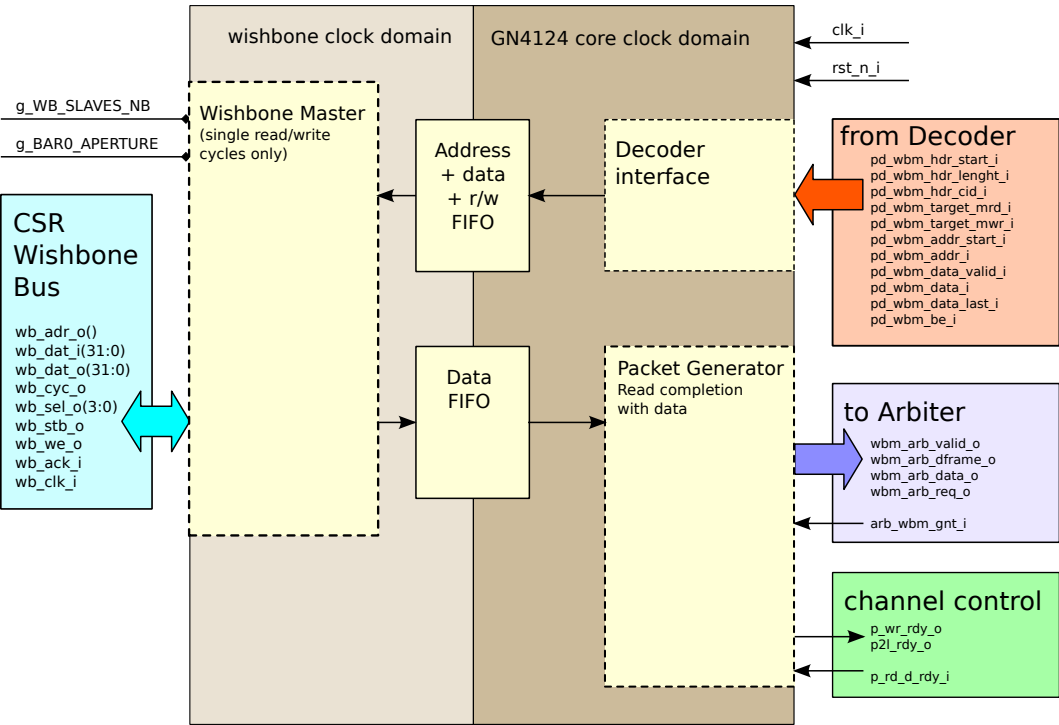 wishbone clock domain
GN4124 core clock domain
clk_i
rst_n_i
g_WB_SLAVES_NB
g_BAR0_APERTURE
Wishbone Master
(single read/write
cycles only)
Address
+ data
+ r/w
FIFO
Decoder
interface
from Decoder
pd_wbm_hdr_start_i
pd_wbm_hdr_lenght_i
pd_wbm_hdr_cid_i
pd_wbm_target_mrd_i
pd_wbm_target_mwr_i
pd_wbm_addr_start_i
pd_wbm_addr_i
pd_wbm_data_valid_i
pd_wbm_data_i
pd_wbm_data_last_i
pd_wbm_be_i
CSR
Wishbone
Bus
wb_adr_o()
wb_dat_i(31:0)
wb_dat_o(31:0)
wb_cyc_o
wb_sel_o(3:0)
wb_stb_o
wb_we_o
wb_ack_i
wb_clk_i
Data
FIFO
Packet Generator
Read completion
with data
to Arbiter
wbm_arb_valid_o
wbm_arb_dframe_o
wbm_arb_data_o
wbm_arb_req_o
arb_wbm_gnt_i
channel control
p_wr_rdy_o
p2l_rdy_o
p_rd_d_rdy_i